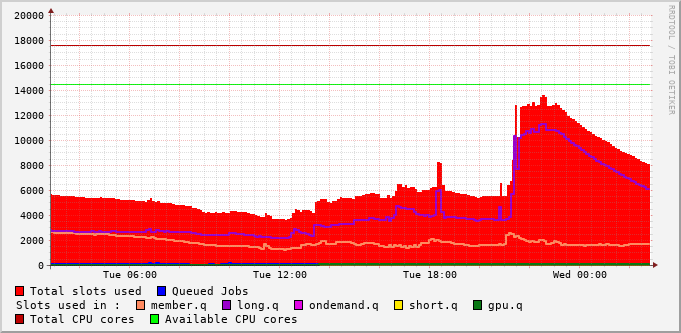 20000
18000
16000
14000
12000
10000
8000
6000
4000
2000
0
Tue 06:00 Tue 12:00 Tue 18:00 Wed 00:00
RRDTOOL / TOBI OETIKER
Total slots used Queued Jobs
Slots used in : member.q long.q ondemand.q short.q gpu.q
Total CPU cores Available CPU cores